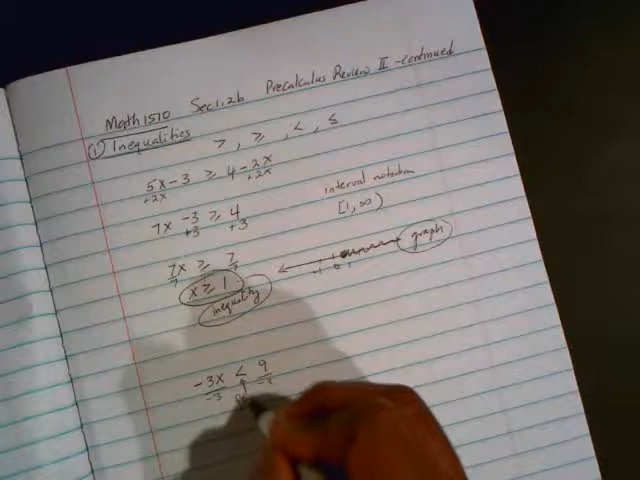 Math 1510 Sec 1.2b Precalculus Review II - continued
① Inequalities > , ≥ , < , ≤
5x - 3 ≥ 4 - 2x
+2x +2x
interval notation
7x - 3 ≥ 4 [1, ∞)
+3 +3
7x ≥ 7
7 7
graph
-1 0 1
x ≥ 1
inequality
-3x < 9
-3 -3